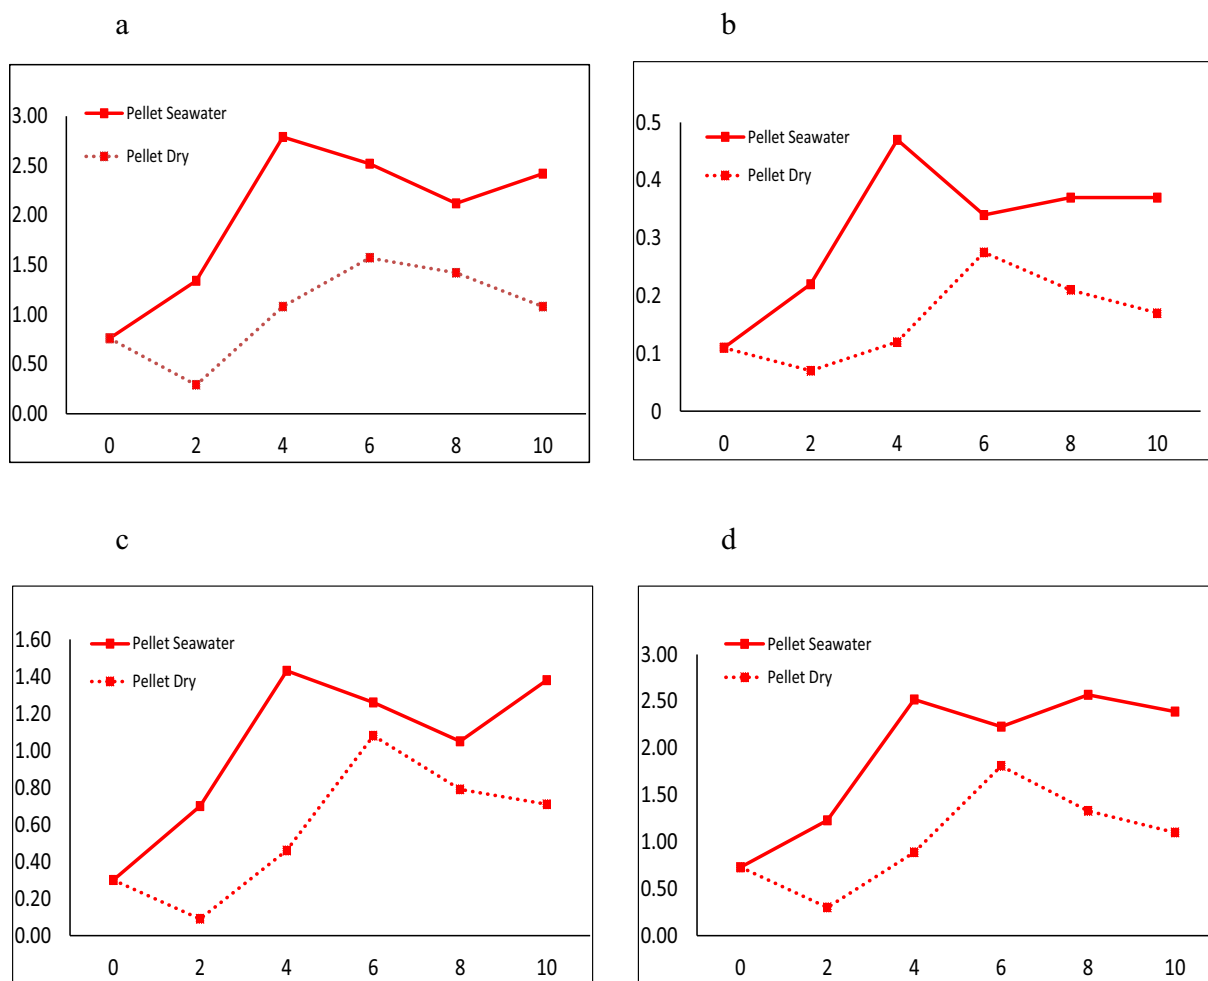 a
3.00
2.50
2.00
1.50
1.00
0.50
0.00
Pellet Seawater
Pellet Dry
0 2 4 6 8 10
b
0.5
0.4
0.3
0.2
0.1
0
Pellet Seawater
Pellet Dry
0 2 4 6 8 10
c
1.60
1.40
1.20
1.00
0.80
0.60
0.40
0.20
0.00
Pellet Seawater
Pellet Dry
0 2 4 6 8 10
d
3.00
2.50
2.00
1.50
1.00
0.50
0.00
Pellet Seawater
Pellet Dry
0 2 4 6 8 10